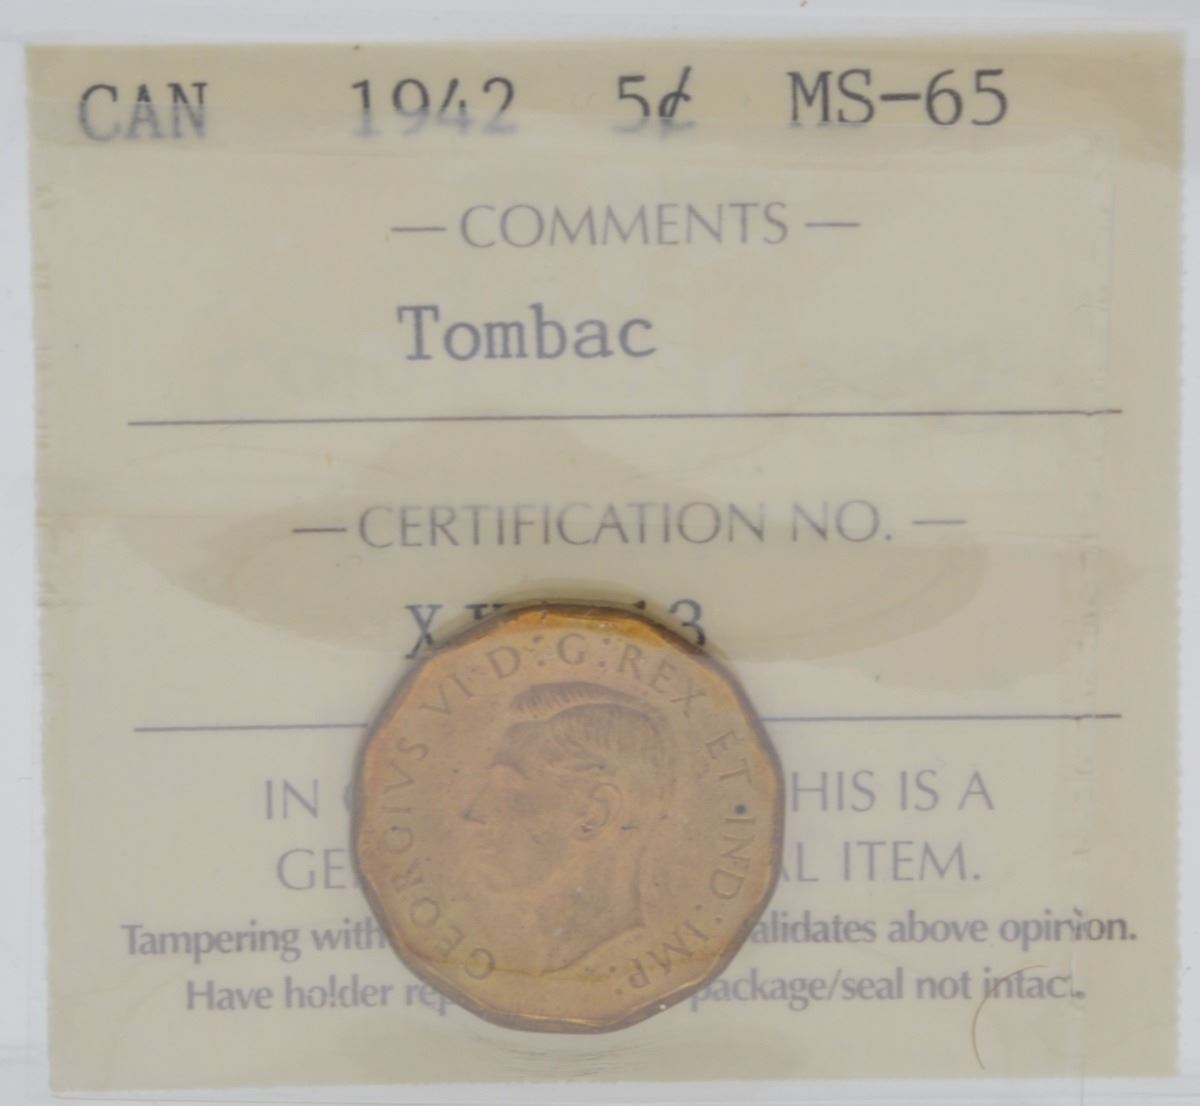 CAN 1942 5¢ MS-65
— COMMENTS —
Tombac
— CERTIFICATION NO. —
X 13
IN HIS IS A
GE ITEM.
Tampering with alidates above opinion.
Have holder package/seal not intact.
GEORGIVS VI D:G:REX ET·IND:IMP: